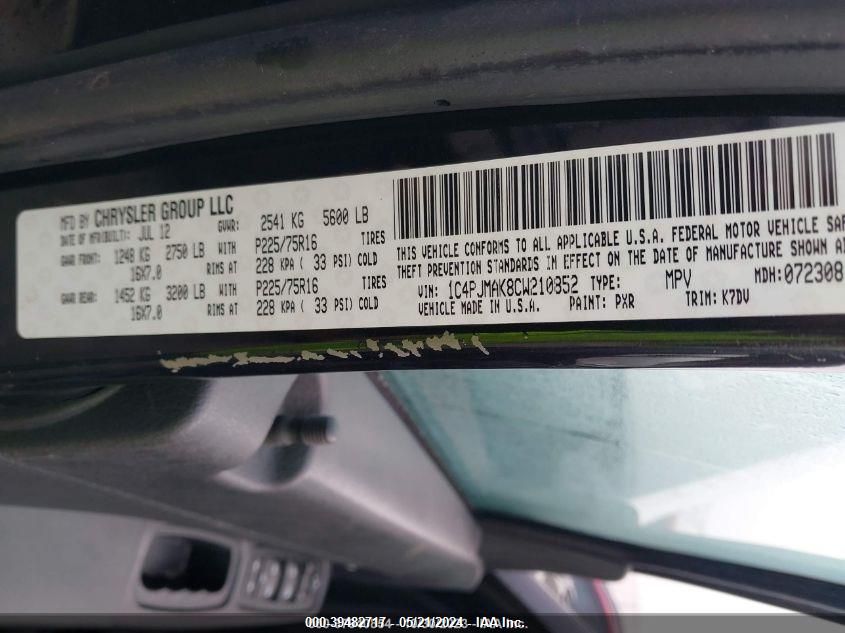 MFD BY CHRYSLER GROUP LLC
DATE OF MFR(BUILT): JUL 12 GVWR: 2541 KG 5600 LB
GAWR FRONT: 1248 KG 2750 LB WITH P225/75R16 TIRES
16X7.0 RIMS AT 228 KPA ( 33 PSI) COLD
GAWR REAR: 1452 KG 3200 LB WITH P225/75R16 TIRES
16X7.0 RIMS AT 228 KPA ( 33 PSI) COLD
THIS VEHICLE CONFORMS TO ALL APPLICABLE U.S.A. FEDERAL MOTOR VEHICLE SAF
THEFT PREVENTION STANDARDS IN EFFECT ON THE DATE OF MANUFACTURE SHOWN A
VIN: 1C4PJMAK8CW210352 TYPE: MPV MDH: 072308
VEHICLE MADE IN U.S.A. PAINT: PXR TRIM: K7DV
000-39482717 - 05/21/2024 - IAA Inc.